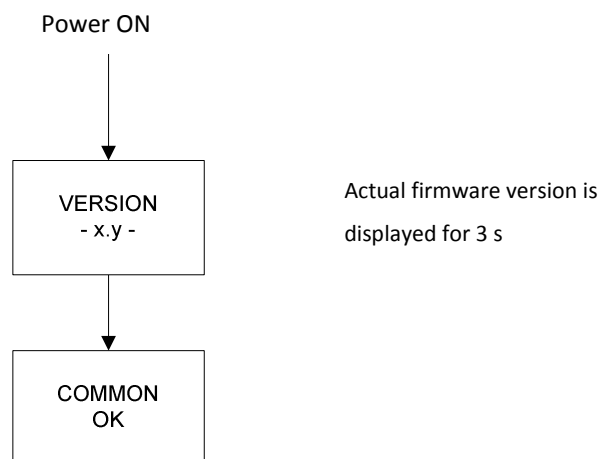 Power ON
VERSION
- x.y -
Actual firmware version is
displayed for 3 s
COMMON
OK